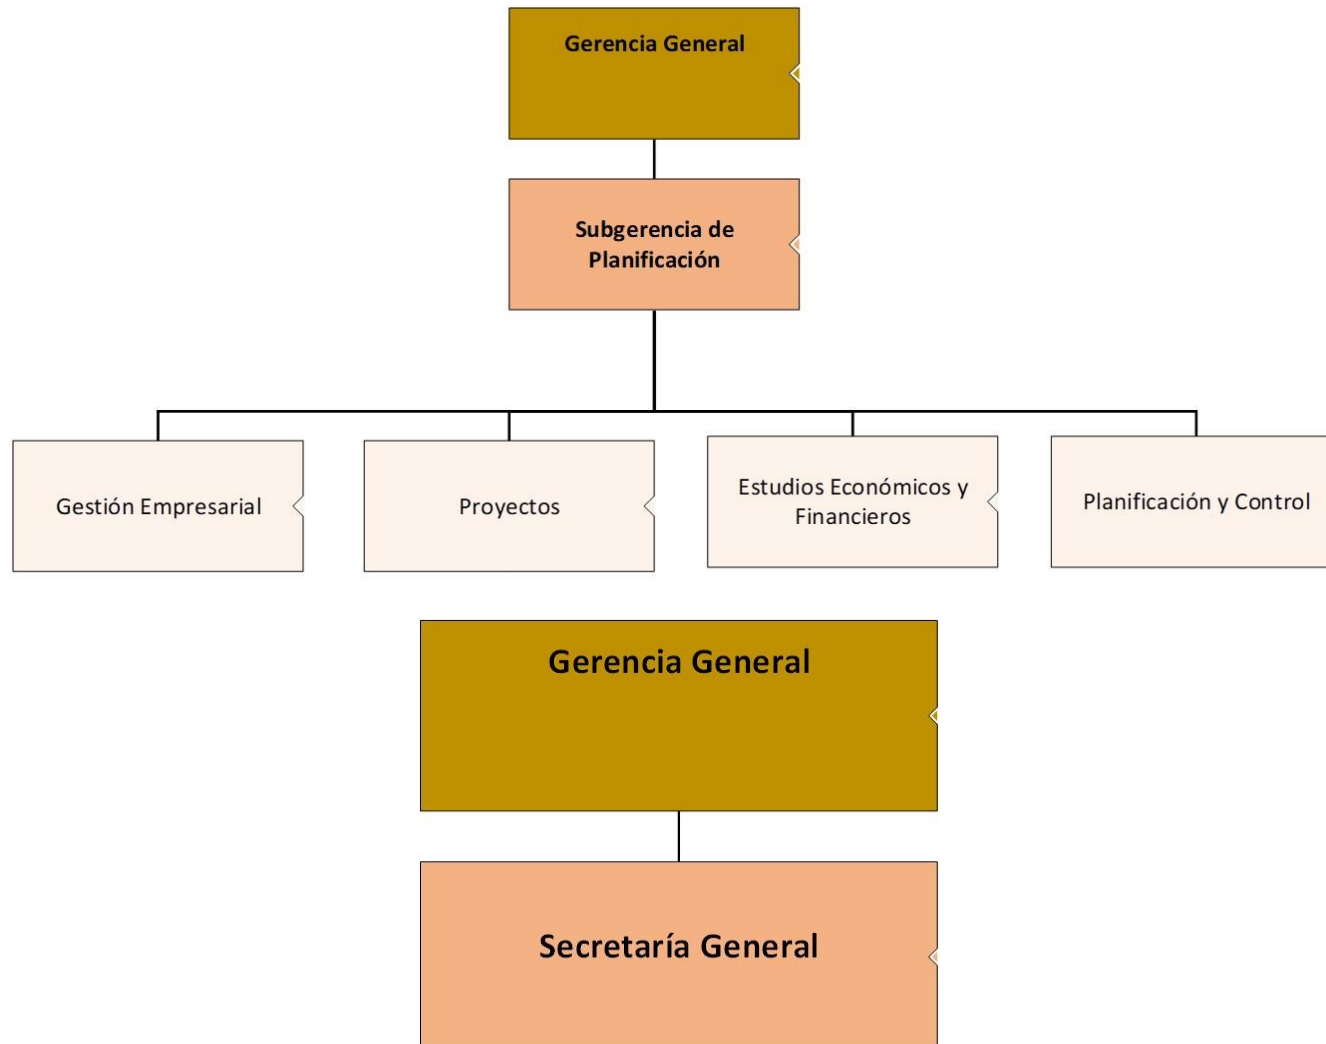 Gerencia General
Subgerencia de
Planificación
Gestión Empresarial
Proyectos
Estudios Económicos y
Financieros
Planificación y Control
Gerencia General
Secretaría General